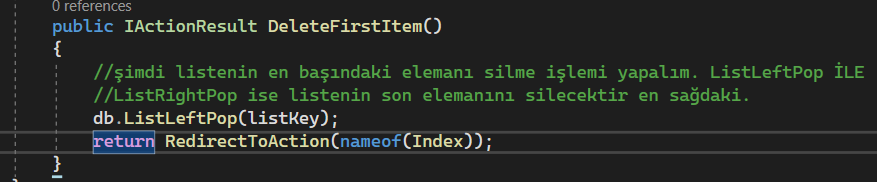 0 references
public IActionResult DeleteFirstItem()
{
//şimdi listenin en başındaki elemanı silme işlemi yapalım. ListLeftPop İLE
//ListRightPop ise listenin son elemanını silecektir en sağdaki.
db.ListLeftPop(listKey);
return RedirectToAction(nameof(Index));
}